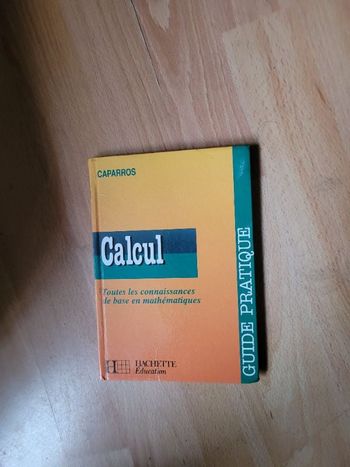 CAPARROS
Calcul
Toutes les connaissances
de base en mathématiques
HACHETTE
Éducation
GUIDE PRATIQUE